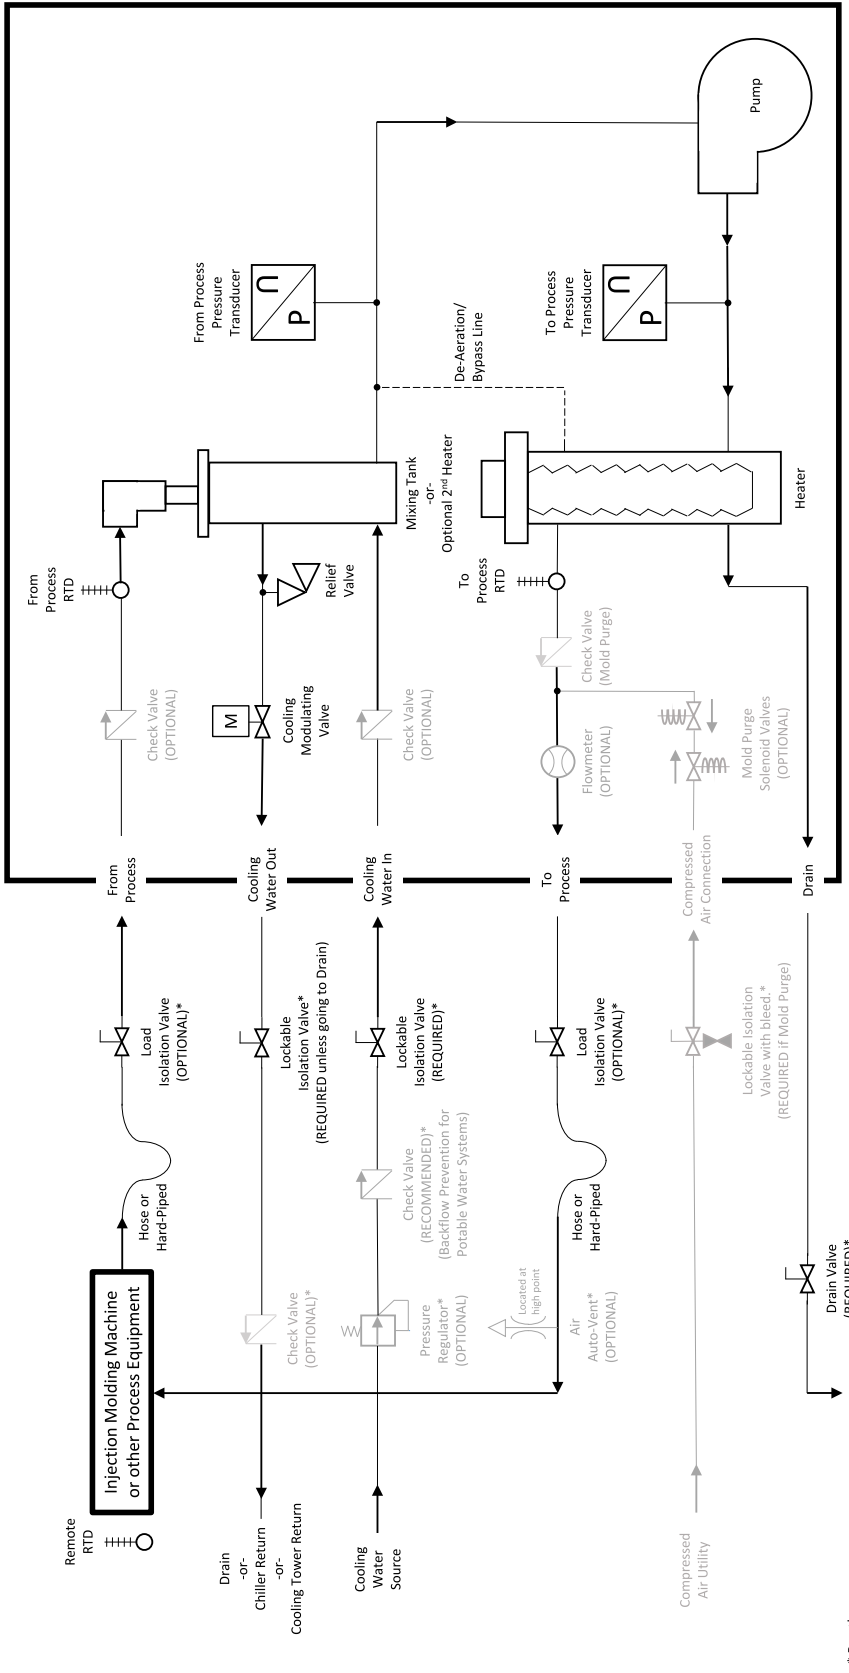 Injection Molding Machine
or other Process Equipment
Remote
RTD
Hose or
Hard-Piped
Load
Isolation Valve
(OPTIONAL)*
From
Process
Check Valve
(OPTIONAL)
From
Process
RTD
Drain
-or-
Chiller Return
-or-
Cooling Tower Return
Check Valve
(OPTIONAL)*
Lockable
Isolation Valve*
(REQUIRED unless going to Drain)
Cooling
Water Out
M
Cooling
Modulating
Valve
Relief
Valve
From Process
Pressure
Transducer
P
U
Cooling
Water
Source
Pressure
Regulator*
(OPTIONAL)
Check Valve
(RECOMMENDED)*
(Backflow Prevention for
Potable Water Systems)
Lockable
Isolation Valve
(REQUIRED)*
Cooling
Water In
Check Valve
(OPTIONAL)
Mixing Tank
-or-
Optional 2nd Heater
De-Aeration/
Bypass Line
Located at
high point
Air
Auto-Vent*
(OPTIONAL)
Hose or
Hard-Piped
Load
Isolation Valve
(OPTIONAL)*
To
Process
Flowmeter
(OPTIONAL)
Check Valve
(Mold Purge)
To
Process
RTD
To Process
Pressure
Transducer
P
U
Pump
Compressed
Air Utility
Lockable Isolation
Valve with bleed.*
(REQUIRED if Mold Purge)
Compressed
Air Connection
Mold Purge
Solenoid Valves
(OPTIONAL)
Heater
Drain Valve
(REQUIRED)*
Drain